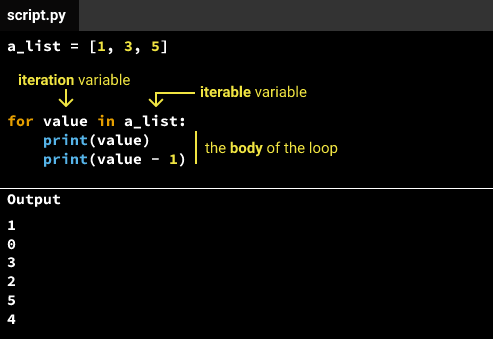 script.py
a_list = [1, 3, 5]
iteration variable
iterable variable
for value in a_list:
    print(value)
    print(value - 1)
the body of the loop
Output
1
0
3
2
5
4